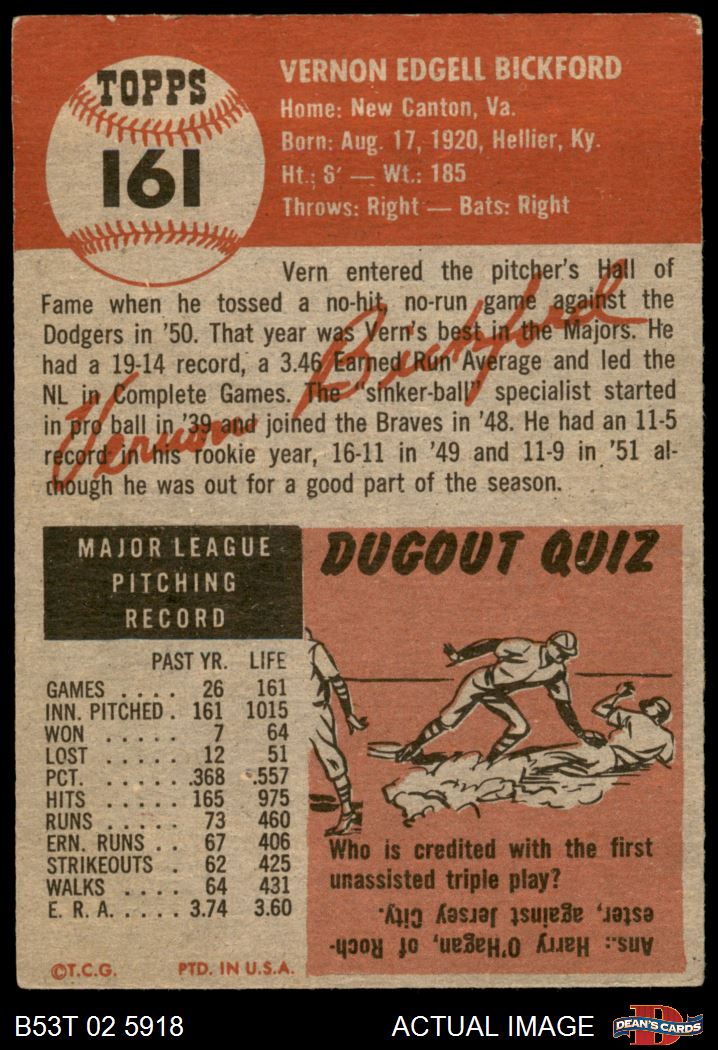 TOPPS
161
VERNON EDGELL BICKFORD
Home: New Canton, Va.
Born: Aug. 17, 1920, Hellier, Ky.
Ht.: 6' — Wt.: 185
Throws: Right — Bats: Right
Vern entered the pitcher's Hall of
Fame when he tossed a no-hit, no-run game against the
Dodgers in '50. That year was Vern's best in the Majors. He
had a 19-14 record, a 3.46 Earned Run Average and led the
NL in Complete Games. The "sinker-ball" specialist started
in pro ball in '39 and joined the Braves in '48. He had an 11-5
record in his rookie year, 16-11 in '49 and 11-9 in '51 al-
though he was out for a good part of the season.
Vernon Bickford
MAJOR LEAGUE
PITCHING
RECORD
PAST YR. LIFE
GAMES . . . . 26 161
INN. PITCHED . 161 1015
WON . . . . . 7 64
LOST . . . . . 12 51
PCT. . . . . . .368 .557
HITS . . . . . 165 975
RUNS . . . . . 73 460
ERN. RUNS . . 67 406
STRIKEOUTS . 62 425
WALKS . . . . 64 431
E. R. A. . . . . . 3.74 3.60
©T.C.G. PTD. IN U.S.A.
DUGOUT QUIZ
Who is credited with the first
unassisted triple play?
Ans.: Harry O'Hagan, of Roch-
ester, against Jersey City.
B53T 02 5918 ACTUAL IMAGE
D
DEAN'S CARDS